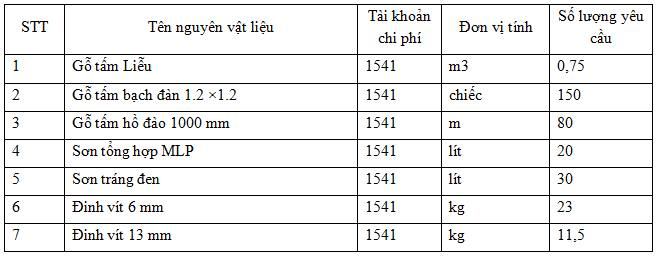 STT Tên nguyên vật liệu Tài khoản chi phí Đơn vị tính Số lượng yêu cầu
1 Gỗ tấm Liễu 1541 m3 0,75
2 Gỗ tấm bạch đàn 1.2 ×1.2 1541 chiếc 150
3 Gỗ tấm hồ đào 1000 mm 1541 m 80
4 Sơn tổng hợp MLP 1541 lít 20
5 Sơn tráng đen 1541 lít 30
6 Đinh vít 6 mm 1541 kg 23
7 Đinh vít 13 mm 1541 kg 11,5